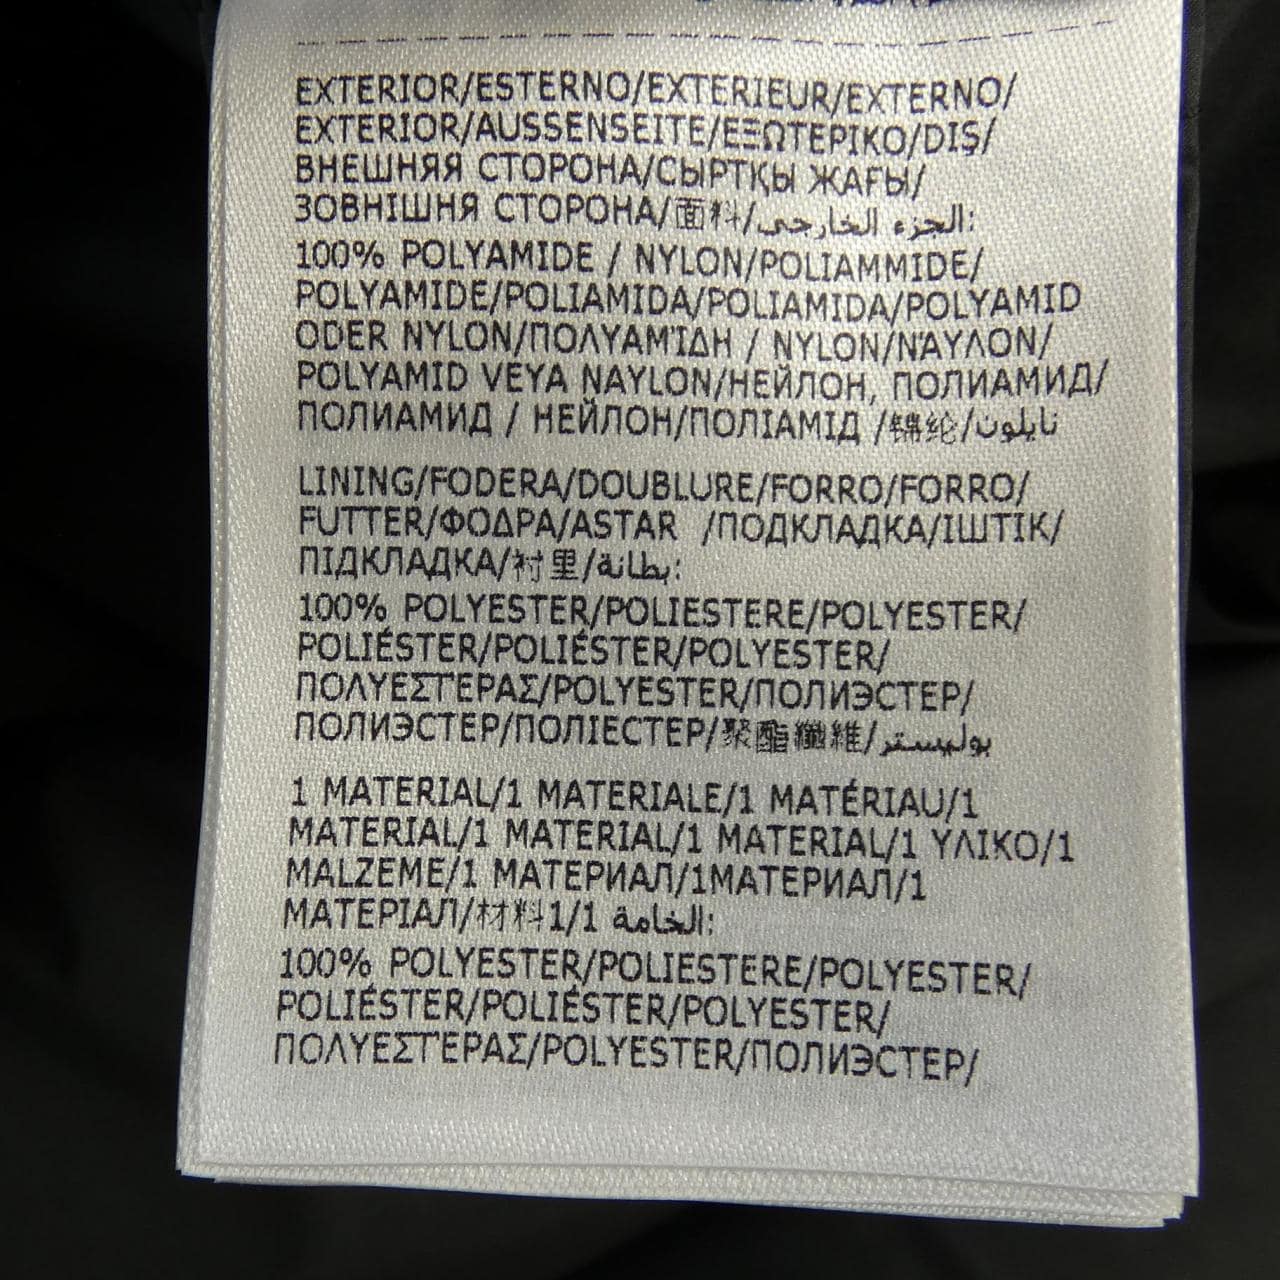 EXTERIOR/ESTERNO/EXTERIEUR/EXTERNO/
EXTERIOR/AUSSENSEITE/ΕΞΩΤΕΡΙΚΟ/DIŞ/
ВНЕШНЯЯ СТОРОНА/СЫРТҚЫ ЖАҒЫ/
ЗОВНІШНЯ СТОРОНА/面料/الجزء الخارجي:
100% POLYAMIDE / NYLON/POLIAMMIDE/
POLYAMIDE/POLIAMIDA/POLIAMIDA/POLYAMID
ODER NYLON/ΠΟΛΥΑΜΊΔΗ / NYLON/ΝΆΥΛΟΝ/
POLYAMID VEYA NAYLON/НЕЙЛОН, ПОЛИАМИД/
ПОЛИАМИД / НЕЙЛОН/ПОЛІАМІД /锦纶/نايلون
LINING/FODERA/DOUBLURE/FORRO/FORRO/
FUTTER/ΦΟΔΡΑ/ASTAR /ПОДКЛАДКА/ІШТІК/
ПІДКЛАДКА/衬里/بطانة:
100% POLYESTER/POLIESTERE/POLYESTER/
POLIÉSTER/POLIÉSTER/POLYESTER/
ΠΟΛΥΕΣΤΈΡΑΣ/POLYESTER/ПОЛИЭСТЕР/
ПОЛИЭСТЕР/ПОЛІЕСТЕР/聚酯纖維/بوليستر
1 MATERIAL/1 MATERIALE/1 MATÉRIAU/1
MATERIAL/1 MATERIAL/1 MATERIAL/1 ΥΛΙΚΟ/1
MALZEME/1 МАТЕРИАЛ/1МАТЕРИАЛ/1
МАТЕРІАЛ/材料1/1 الخامة:
100% POLYESTER/POLIESTERE/POLYESTER/
POLIÉSTER/POLIÉSTER/POLYESTER/
ΠΟΛΥΕΣΤΈΡΑΣ/POLYESTER/ПОЛИЭСТЕР/